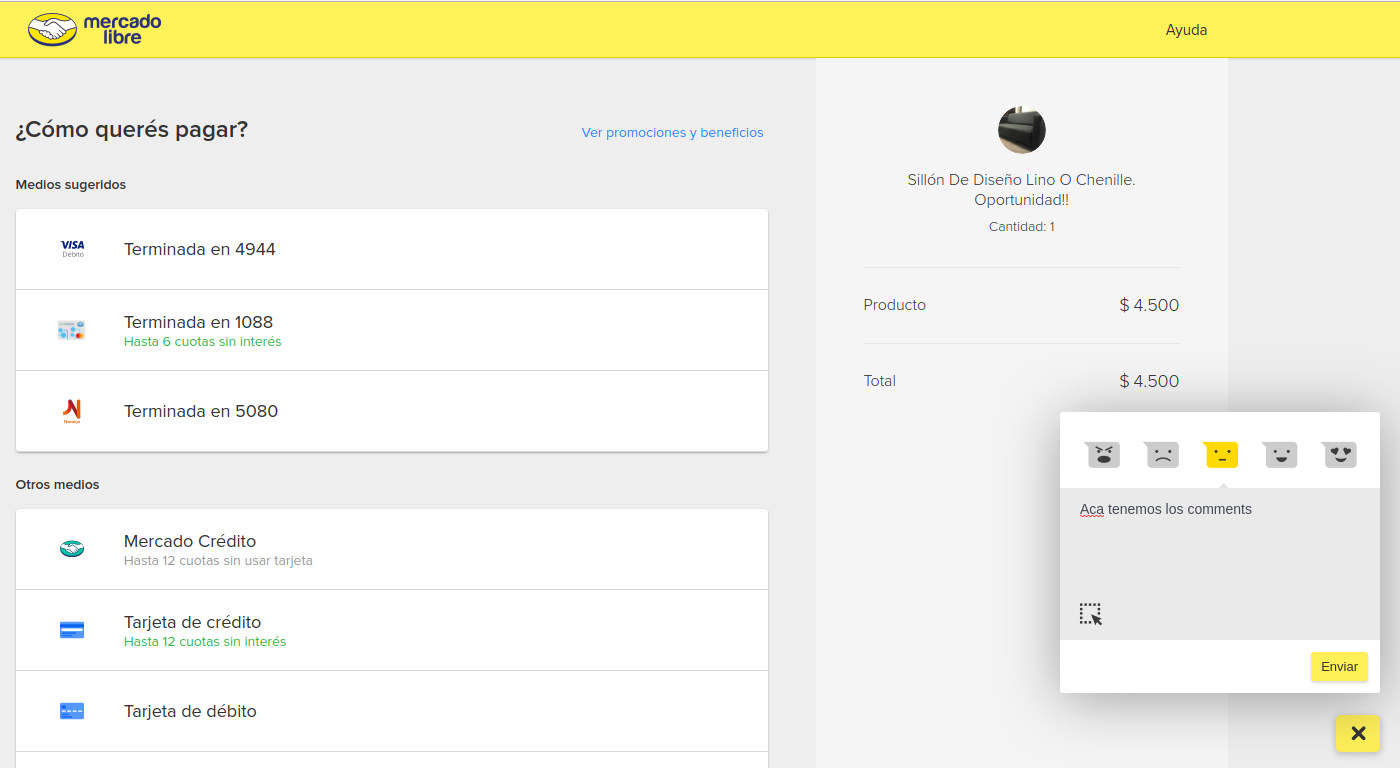 mercado
libre
Ayuda
¿Cómo querés pagar?
Ver promociones y beneficios
Medios sugeridos
VISA
Débito
Terminada en 4944
Terminada en 1088
Hasta 6 cuotas sin interés
Terminada en 5080
Otros medios
Mercado Crédito
Hasta 12 cuotas sin usar tarjeta
Tarjeta de crédito
Hasta 12 cuotas sin interés
Tarjeta de débito
Sillón De Diseño Lino O Chenille.
Oportunidad!!
Cantidad: 1
Producto $ 4.500
Total $ 4.500
Aca tenemos los comments
Enviar